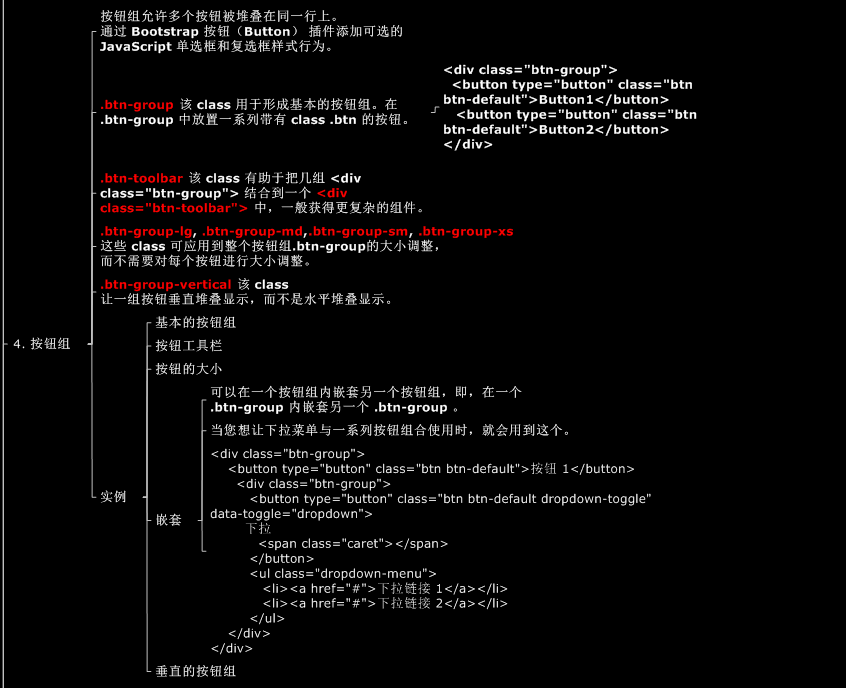 按钮组允许多个按钮被堆叠在同一行上。
通过 Bootstrap 按钮（Button） 插件添加可选的
JavaScript 单选框和复选框样式行为。
.btn-group 该 class 用于形成基本的按钮组。在
.btn-group 中放置一系列带有 class .btn 的按钮。
<div class="btn-group">
<button type="button" class="btn
btn-default">Button1</button>
<button type="button" class="btn
btn-default">Button2</button>
</div>
.btn-toolbar 该 class 有助于把几组 <div
class="btn-group"> 结合到一个 <div
class="btn-toolbar"> 中，一般获得更复杂的组件。
.btn-group-lg, .btn-group-md,.btn-group-sm, .btn-group-xs
这些 class 可应用到整个按钮组.btn-group的大小调整，
而不需要对每个按钮进行大小调整。
.btn-group-vertical 该 class
让一组按钮垂直堆叠显示，而不是水平堆叠显示。
4. 按钮组
实例
基本的按钮组
按钮工具栏
按钮的大小
嵌套
可以在一个按钮组内嵌套另一个按钮组，即，在一个
.btn-group 内嵌套另一个 .btn-group 。
当您想让下拉菜单与一系列按钮组合使用时，就会用到这个。
<div class="btn-group">
<button type="button" class="btn btn-default">按钮 1</button>
<div class="btn-group">
<button type="button" class="btn btn-default dropdown-toggle"
data-toggle="dropdown">
下拉
<span class="caret"></span>
</button>
<ul class="dropdown-menu">
<li><a href="#">下拉链接 1</a></li>
<li><a href="#">下拉链接 2</a></li>
</ul>
</div>
</div>
垂直的按钮组